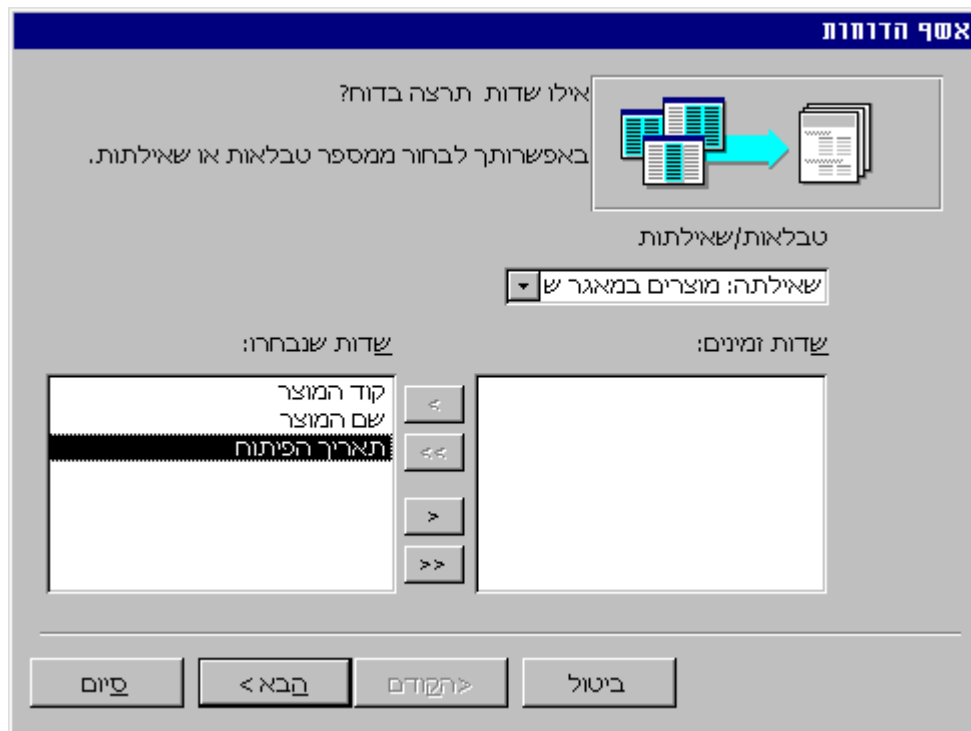 אשף הדוחות
אילו שדות תרצה בדוח?
באפשרותך לבחור ממספר טבלאות או שאילתות.
טבלאות/שאילתות
שאילתה: מוצרים במאגר ש
שדות זמינים:
שדות שנבחרו:
קוד המוצר
שם המוצר
תאריך הפיתוח
>
>>
<
<<
ביטול
<הקודם
הבא >
סיום